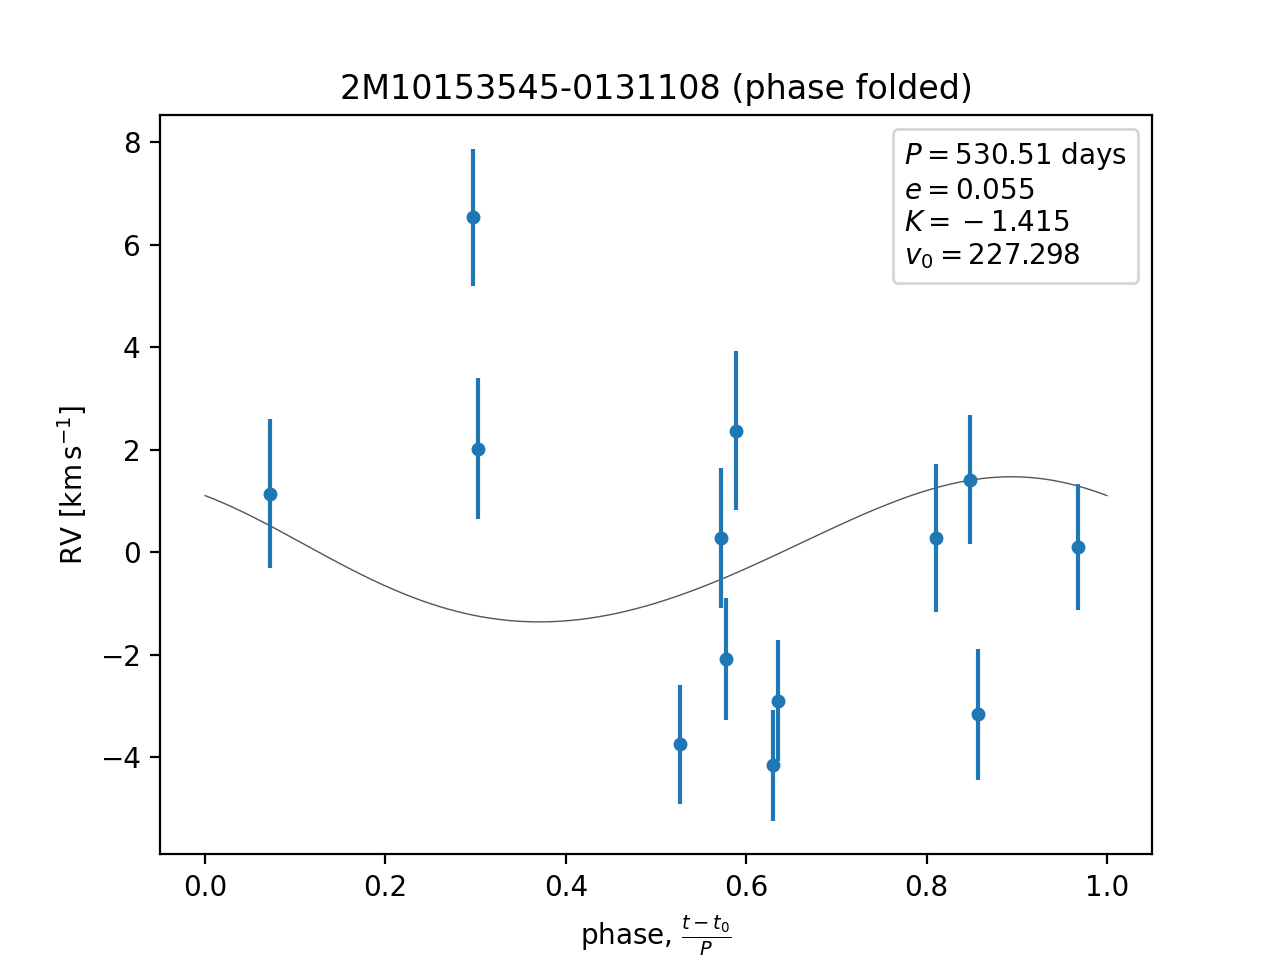 2M10153545-0131108 (phase folded)
P = 530.51 days
e = 0.055
K = −1.415
v₀ = 227.298
8
6
4
2
0
−2
−4
RV [km s⁻¹]
0.0 0.2 0.4 0.6 0.8 1.0
phase, (t − t₀)/P